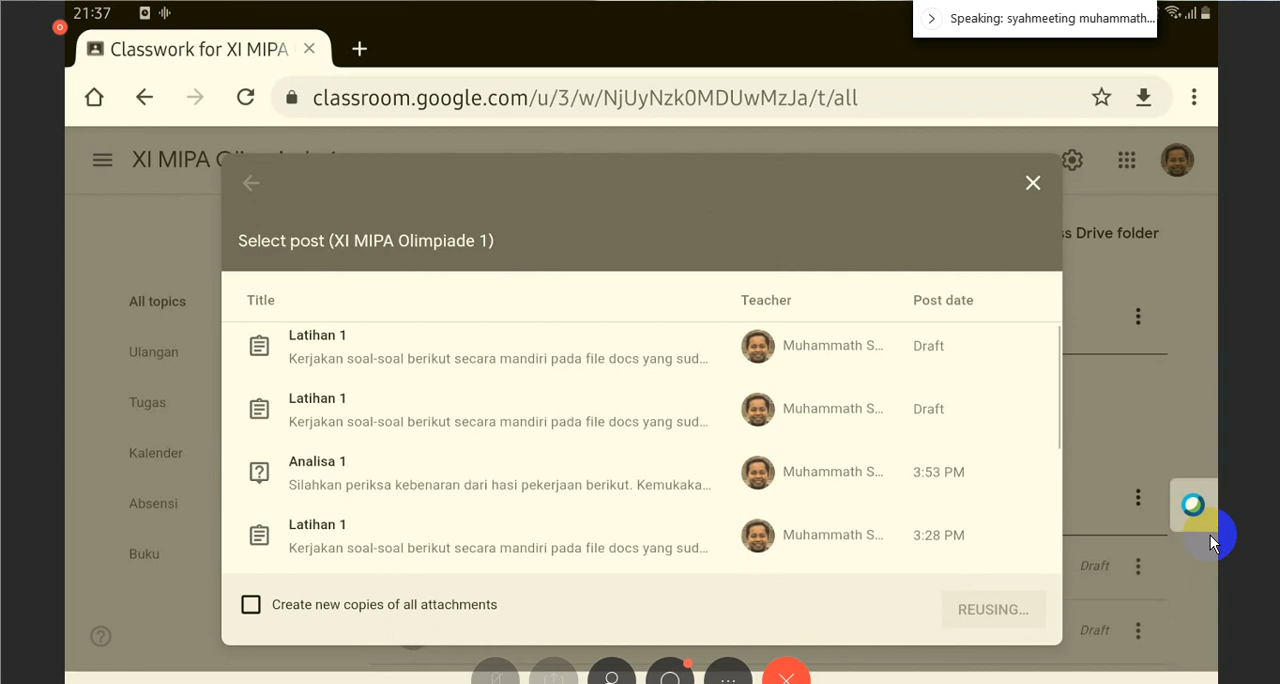 21:37
Speaking: syahmeeting muhammath...
Classwork for XI MIPA
classroom.google.com/u/3/w/NjUyNzk0MDUwMzJa/t/all
XI MIPA
ss Drive folder
Select post (XI MIPA Olimpiade 1)
All topics
Ulangan
Tugas
Kalender
Absensi
Buku
Title Teacher Post date
Latihan 1
Kerjakan soal-soal berikut secara mandiri pada file docs yang sud...
Muhammath S... Draft
Latihan 1
Kerjakan soal-soal berikut secara mandiri pada file docs yang sud...
Muhammath S... Draft
Analisa 1
Silahkan periksa kebenaran dari hasi pekerjaan berikut. Kemukaka...
Muhammath S... 3:53 PM
Latihan 1
Kerjakan soal-soal berikut secara mandiri pada file docs yang sud...
Muhammath S... 3:28 PM
Create new copies of all attachments
REUSING...
Draft
Draft